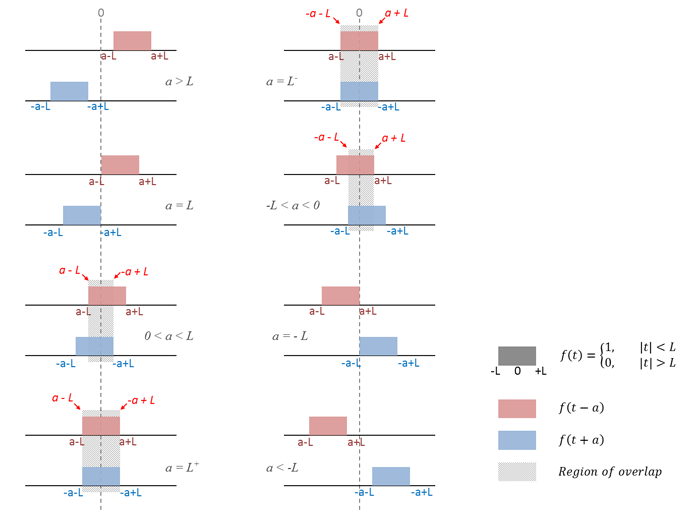 0
a-L
a+L
-a-L
-a+L
a > L
a-L
a+L
-a-L
-a+L
a = L
a - L
-a + L
a-L
a+L
-a-L
-a+L
0 < a < L
a - L
-a + L
a-L
a+L
-a-L
-a+L
a = L⁺
0
-a - L
a + L
a-L
a+L
-a-L
-a+L
a = L⁻
-a - L
a + L
a-L
a+L
-a-L
-a+L
-L < a < 0
a-L
a+L
-a-L
-a+L
a = - L
a-L
a+L
-a-L
-a+L
a < -L
-L 0 +L
f(t) = {1, |t| < L
0, |t| > L
f(t − a)
f(t + a)
Region of overlap